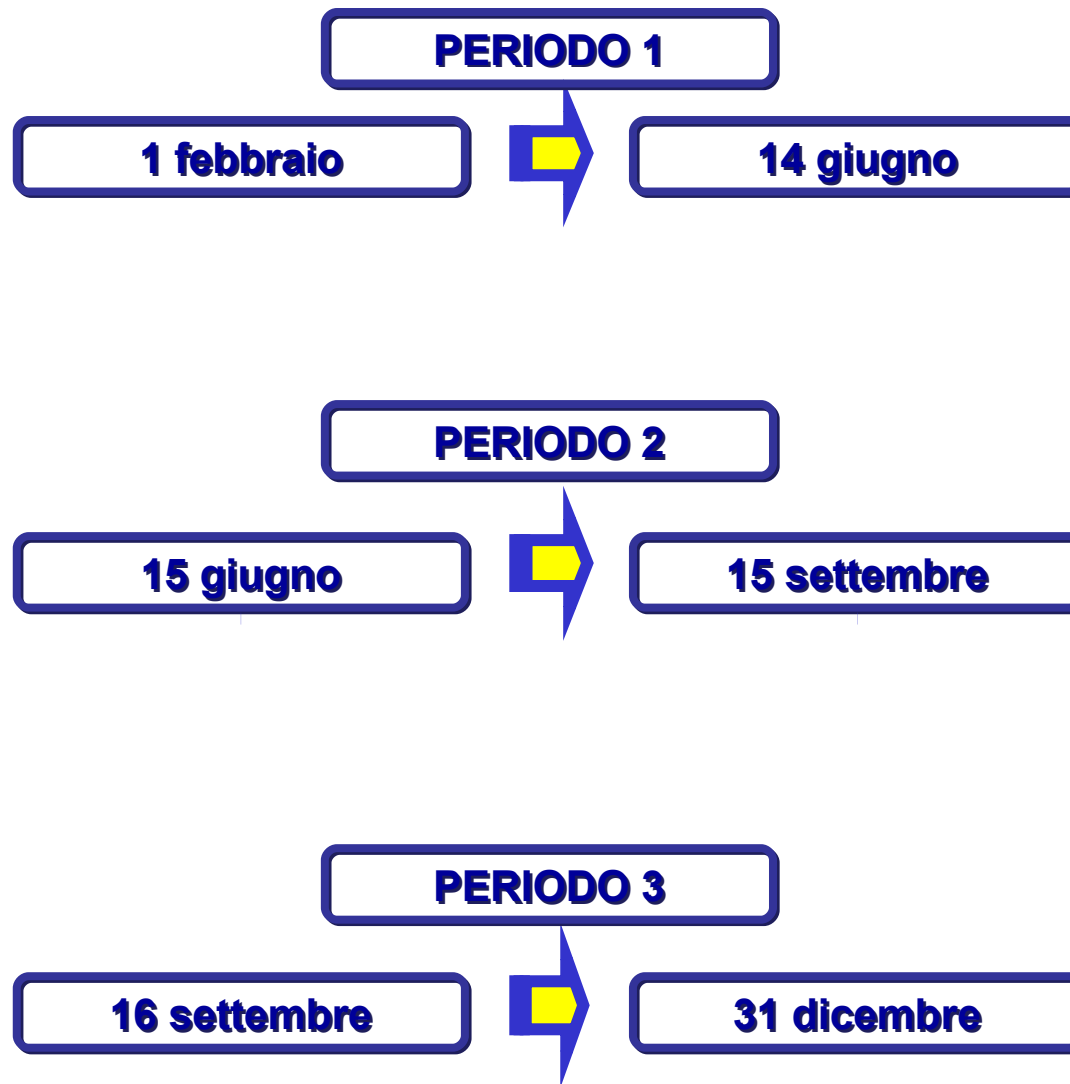 PERIODO 1
1 febbraio
14 giugno
PERIODO 2
15 giugno
15 settembre
PERIODO 3
16 settembre
31 dicembre